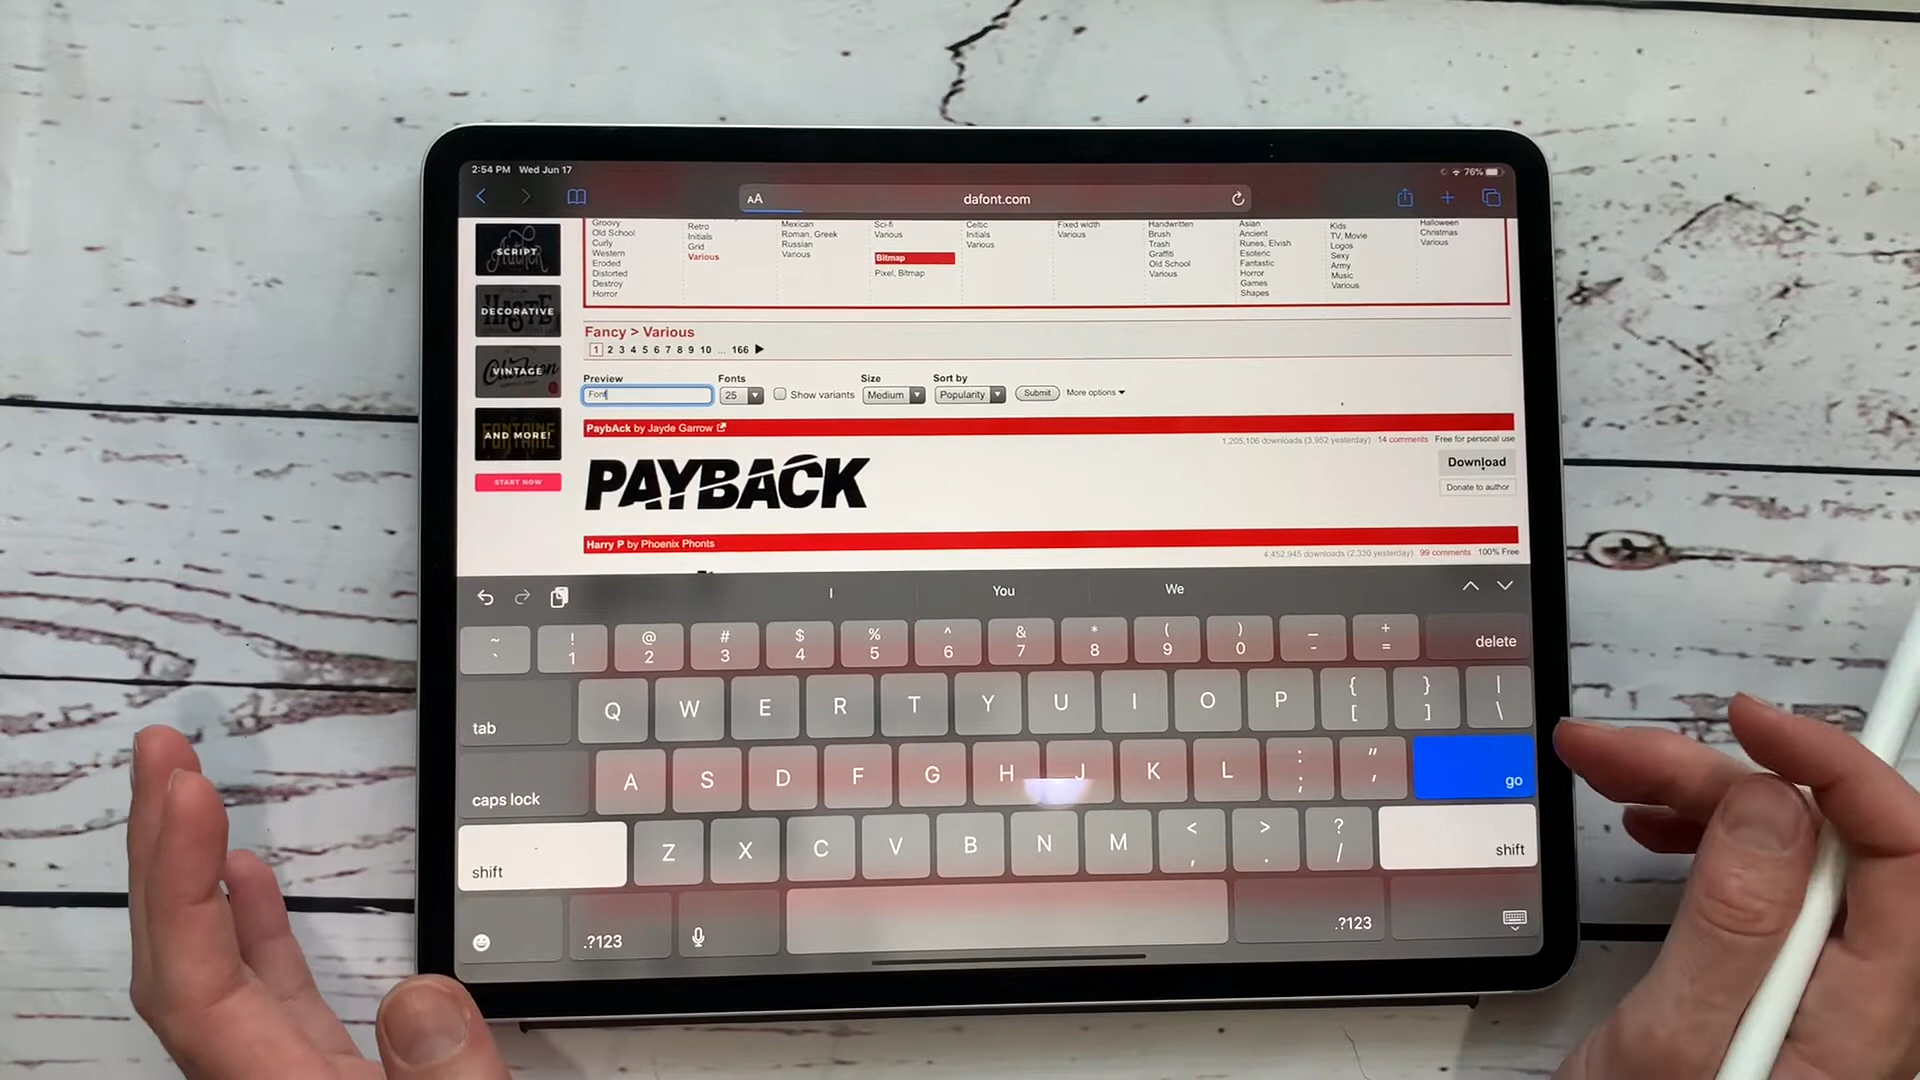 2:54 PM Wed Jun 17
76%
AA
dafont.com
Groovy
Old School
Curly
Western
Eroded
Distorted
Destroy
Horror
Retro
Initials
Grid
Various
Mexican
Roman, Greek
Russian
Various
Sci-fi
Various
Bitmap
Pixel, Bitmap
Celtic
Initials
Various
Fixed width
Various
Handwritten
Brush
Trash
Graffiti
Old School
Various
Asian
Ancient
Runes, Elvish
Esoteric
Fantastic
Horror
Games
Shapes
Kids
TV, Movie
Logos
Sexy
Army
Music
Various
Halloween
Christmas
Various
SCRIPT
DECORATIVE
VINTAGE
AND MORE!
START NOW
Fancy > Various
1 2 3 4 5 6 7 8 9 10 ... 166
Preview Fonts Size Sort by
Font 25 Show variants Medium Popularity Submit More options
PaybAck by Jayde Garrow
1,205,106 downloads (3,952 yesterday) 14 comments Free for personal use
PAYBACK
Download
Donate to author
Harry P by Phoenix Phonts
4,452,945 downloads (2,330 yesterday) 99 comments 100% Free
I You We
~ ! @ # $ % ^ & * ( ) _ +
` 1 2 3 4 5 6 7 8 9 0 - = delete
tab Q W E R T Y U I O P { [ } ] | \
caps lock A S D F G H J K L : ; " ' go
shift Z X C V B N M < , > . ? / shift
.?123 .?123